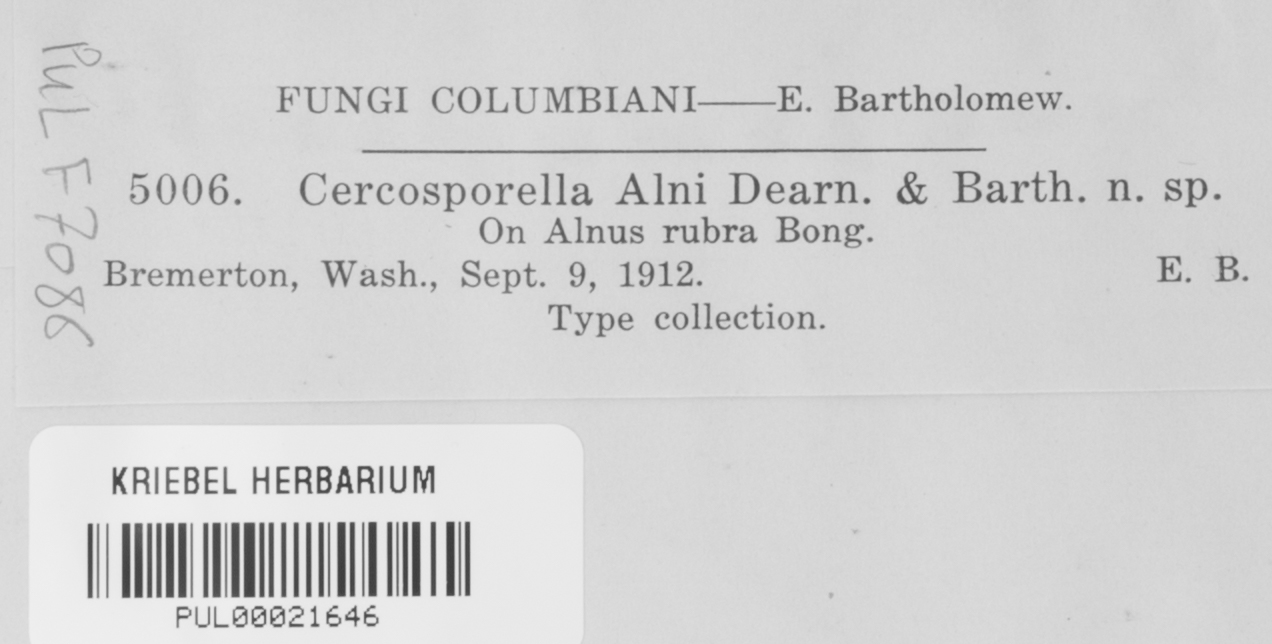 PUL F7086
FUNGI COLUMBIANI——E. Bartholomew.
5006. Cercosporella Alni Dearn. & Barth. n. sp.
On Alnus rubra Bong.
Bremerton, Wash., Sept. 9, 1912. E. B.
Type collection.
KRIEBEL HERBARIUM
PUL00021646